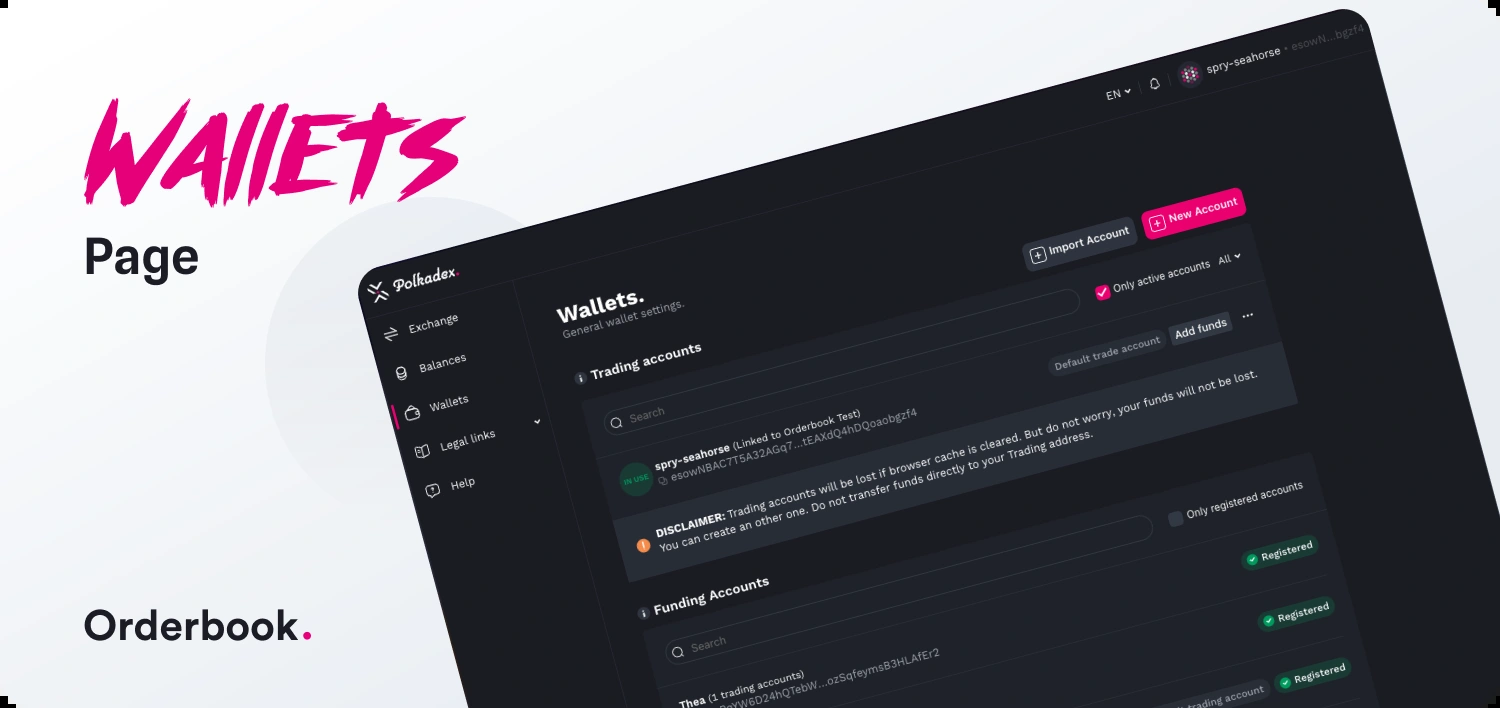 WALLETS
Page
Orderbook.
Polkadex.
EN
spry-seahorse • esowN...bgzf4
Exchange
Balances
Wallets
Legal links
Help
Wallets.
General wallet settings.
Import Account
New Account
Trading accounts
Search
Only active accounts
All
spry-seahorse (Linked to Orderbook Test)
esowNBAC7T5A32AGq7...tEAXdQ4hDQoaobgzf4
IN USE
Default trade account
Add funds
DISCLAIMER: Trading accounts will be lost if browser cache is cleared. But do not worry, your funds will not be lost.
You can create an other one. Do not transfer funds directly to your Trading address.
Funding Accounts
Search
Only registered accounts
Thea (1 trading accounts)
Registered
Registered
trading account
Registered